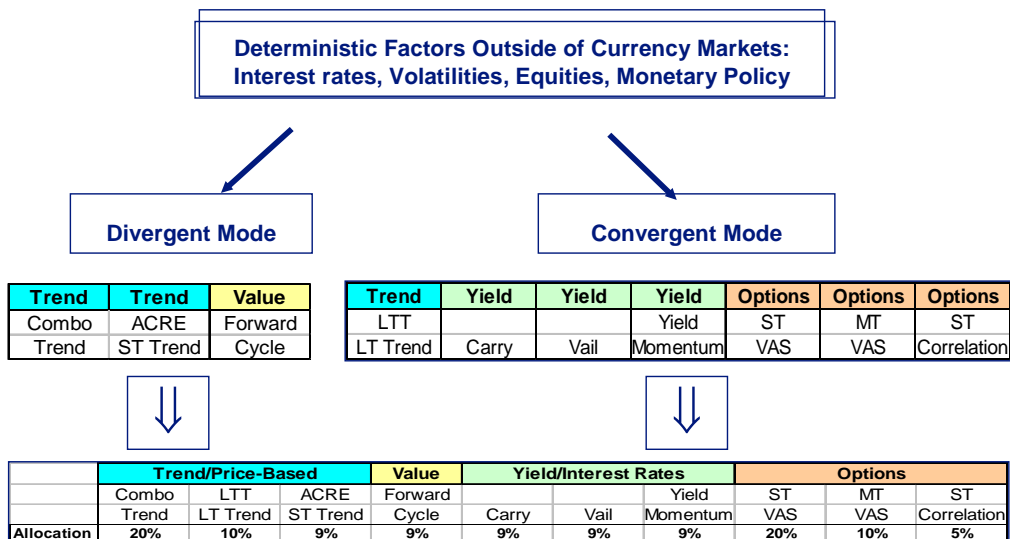 Deterministic Factors Outside of Currency Markets:
Interest rates, Volatilities, Equities, Monetary Policy
Divergent Mode
Convergent Mode
Trend Trend Value
Combo ACRE Forward
Trend ST Trend Cycle
Trend Yield Yield Yield Options Options Options
LTT Yield ST MT ST
LT Trend Carry Vail Momentum VAS VAS Correlation
⇓ ⇓
Trend/Price-Based Value Yield/Interest Rates Options
Combo LTT ACRE Forward Yield ST MT ST
Trend LT Trend ST Trend Cycle Carry Vail Momentum VAS VAS Correlation
Allocation 20% 10% 9% 9% 9% 9% 9% 20% 10% 5%